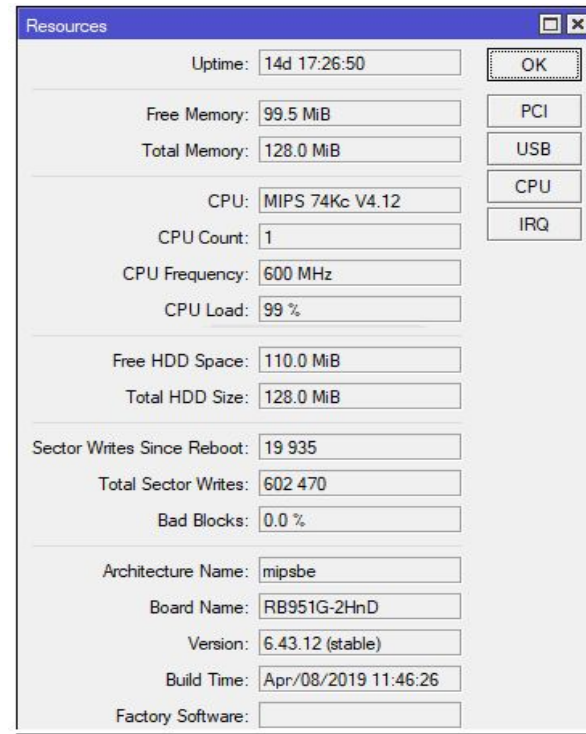 Resources
Uptime: 14d 17:26:50 OK
Free Memory: 99.5 MiB PCI
Total Memory: 128.0 MiB USB
CPU: MIPS 74Kc V4.12 CPU
CPU Count: 1 IRQ
CPU Frequency: 600 MHz
CPU Load: 99 %
Free HDD Space: 110.0 MiB
Total HDD Size: 128.0 MiB
Sector Writes Since Reboot: 19 935
Total Sector Writes: 602 470
Bad Blocks: 0.0 %
Architecture Name: mipsbe
Board Name: RB951G-2HnD
Version: 6.43.12 (stable)
Build Time: Apr/08/2019 11:46:26
Factory Software: